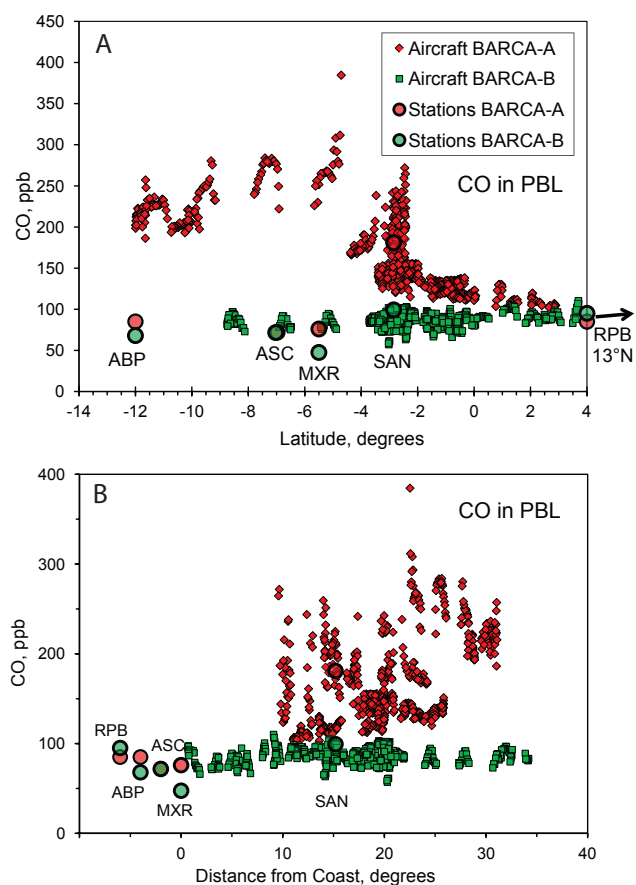 A
Aircraft BARCA-A
Aircraft BARCA-B
Stations BARCA-A
Stations BARCA-B
CO in PBL
CO, ppb
450
400
350
300
250
200
150
100
50
0
ABP
ASC
MXR
SAN
RPB
13°N
-14 -12 -10 -8 -6 -4 -2 0 2 4
Latitude, degrees
B
CO in PBL
CO, ppb
400
300
200
100
0
RPB
ASC
ABP
MXR
SAN
0 10 20 30 40
Distance from Coast, degrees